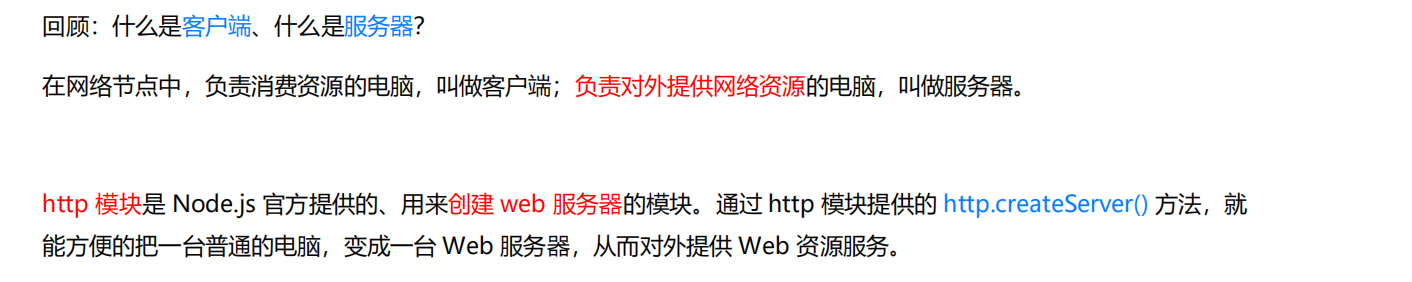 回顾：什么是客户端、什么是服务器？
在网络节点中，负责消费资源的电脑，叫做客户端；负责对外提供网络资源的电脑，叫做服务器。
http 模块是 Node.js 官方提供的、用来创建 web 服务器的模块。通过 http 模块提供的 http.createServer() 方法，就
能方便的把一台普通的电脑，变成一台 Web 服务器，从而对外提供 Web 资源服务。